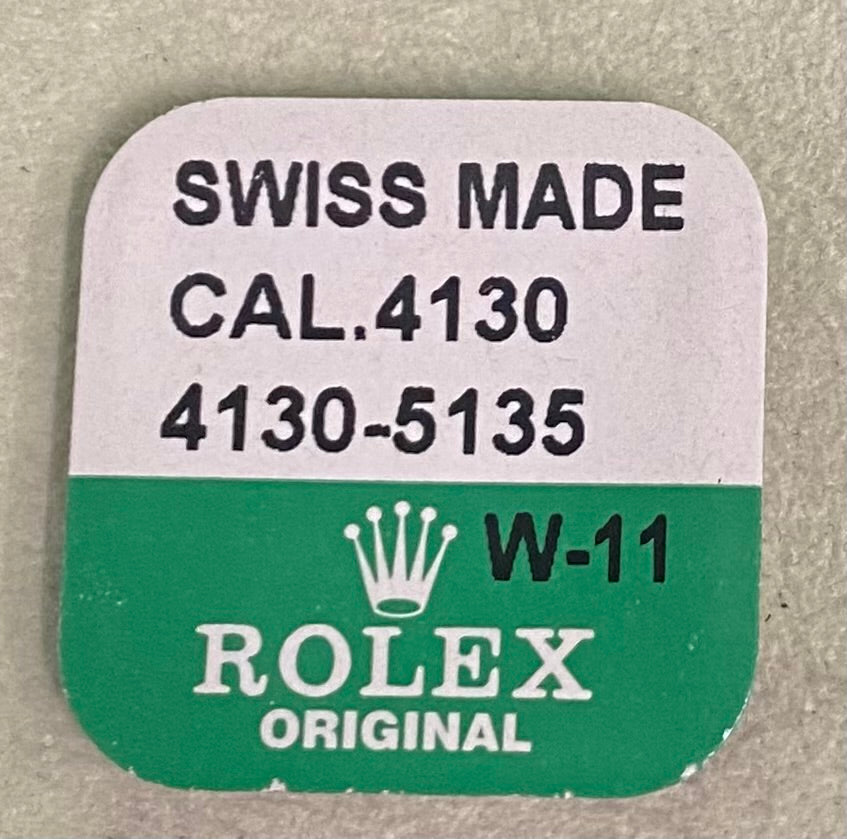 SWISS MADE
CAL.4130
4130-5135
W-11
ROLEX
ORIGINAL